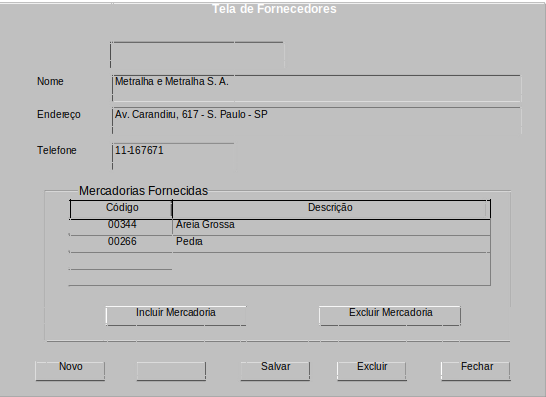 Tela de Fornecedores
Nome Metralha e Metralha S. A.
Endereço Av. Carandiru, 617 - S. Paulo - SP
Telefone 11-167671
Mercadorias Fornecidas
Código Descrição
00344 Areia Grossa
00266 Pedra
Incluir Mercadoria Excluir Mercadoria
Novo Salvar Excluir Fechar